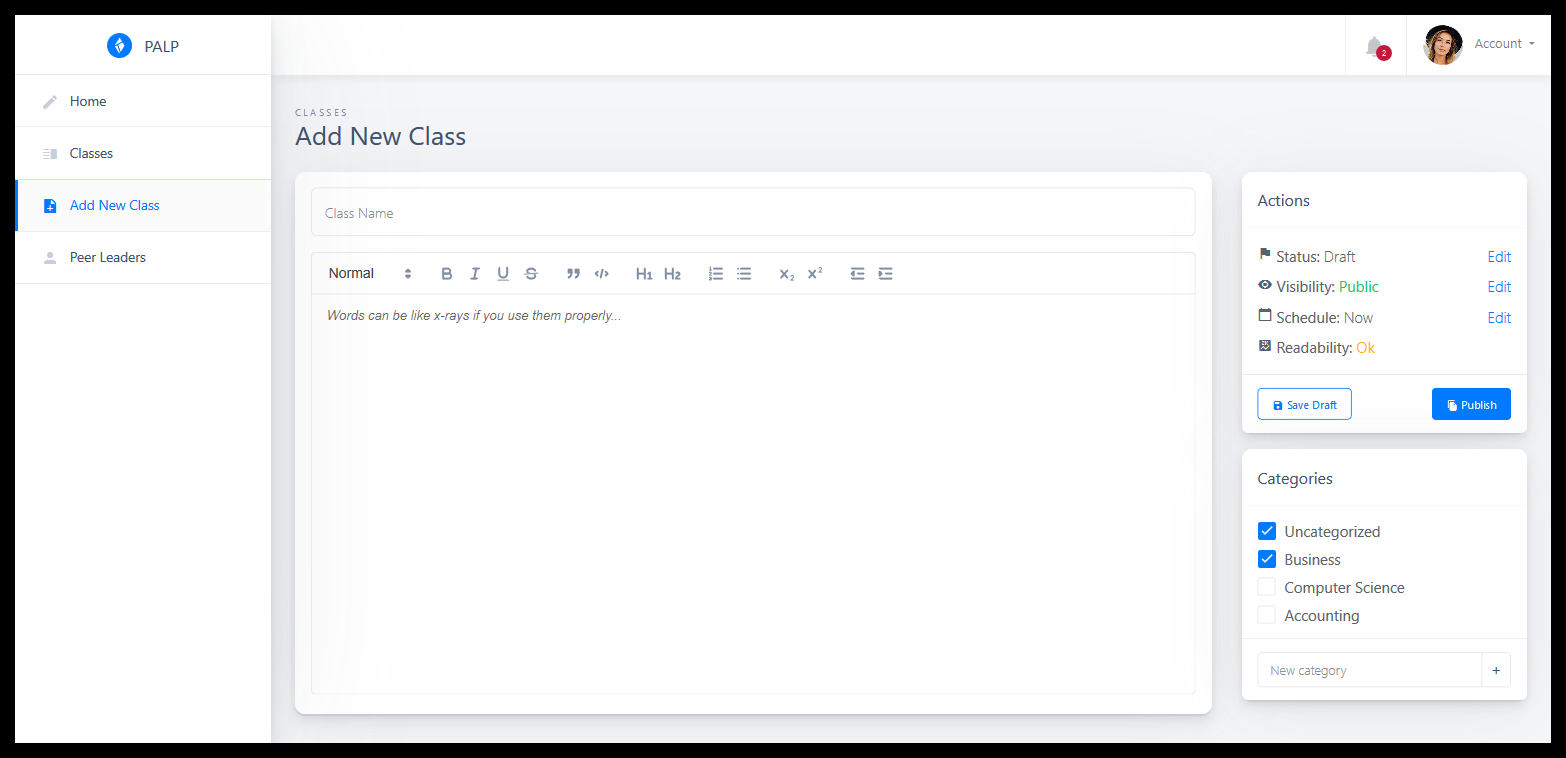 PALP
2
Account
Home
Classes
Add New Class
Peer Leaders
CLASSES
Add New Class
Class Name
Normal B I U S H1 H2 X2 X2
Words can be like x-rays if you use them properly...
Actions
Status: Draft Edit
Visibility: Public Edit
Schedule: Now Edit
Readability: Ok
Save Draft Publish
Categories
Uncategorized
Business
Computer Science
Accounting
New category +